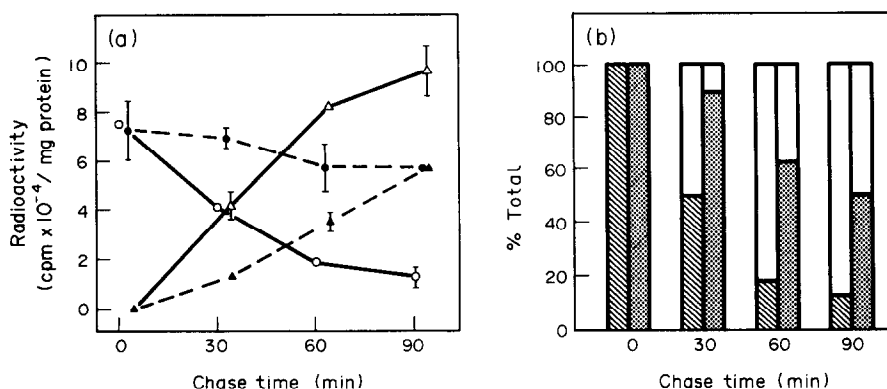 (a)
Radioactivity
(cpm x 10⁻⁴/ mg protein)
10
8
6
4
2
0
0 30 60 90
Chase time (min)
(b)
% Total
100
80
60
40
20
0
0 30 60 90
Chase time (min)